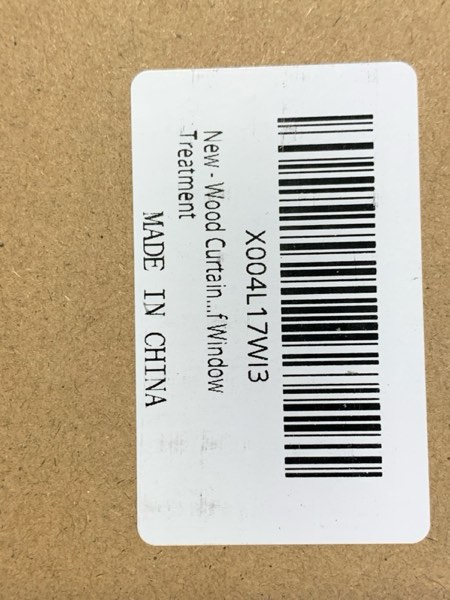 X004L17WI3
New - Wood Curtain...f Window
Treatment
MADE IN CHINA